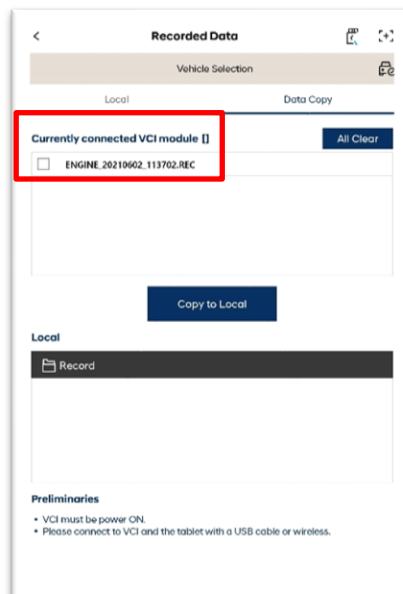 Recorded Data
Vehicle Selection
Local Data Copy
Currently connected VCI module [] All Clear
ENGINE_20210602_113702.REC
Copy to Local
Local
Record
Preliminaries
• VCI must be power ON.
• Please connect to VCI and the tablet with a USB cable or wireless.